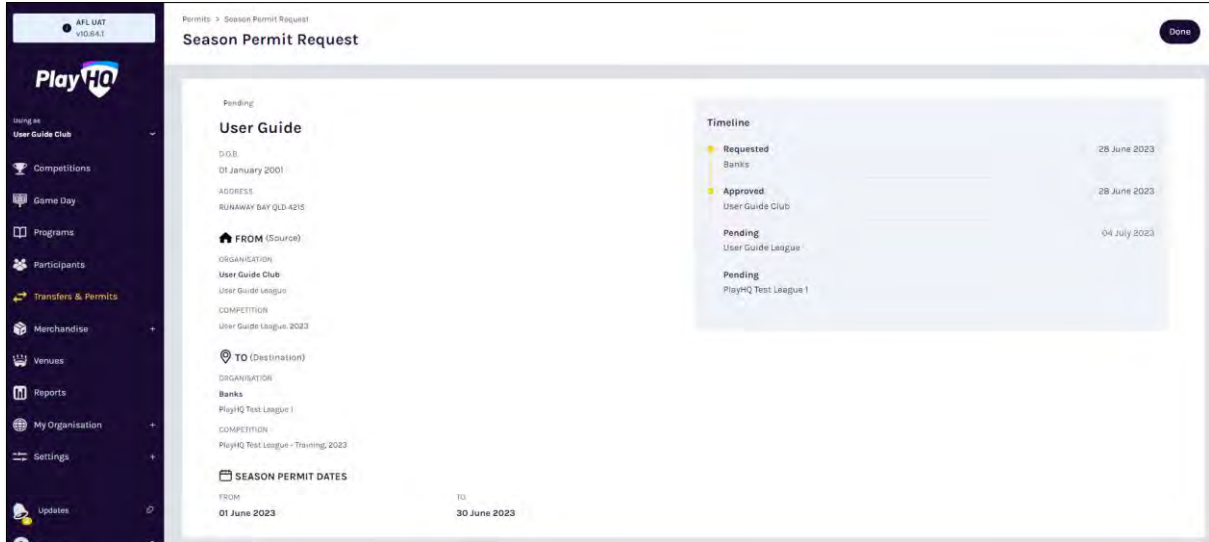 AFL UAT
v10.64.1
PlayHQ
Using as
User Guide Club
Competitions
Game Day
Programs
Participants
Transfers & Permits
Merchandise +
Venues
Reports
My Organisation +
Settings +
Updates
Permits > Season Permit Request
Season Permit Request
Done
Pending
User Guide
D.O.B.
01 January 2001
ADDRESS
RUNAWAY BAY QLD 4215
FROM (Source)
ORGANISATION
User Guide Club
User Guide League
COMPETITION
User Guide League, 2023
TO (Destination)
ORGANISATION
Banks
PlayHQ Test League 1
COMPETITION
PlayHQ Test League - Training, 2023
SEASON PERMIT DATES
FROM TO
01 June 2023 30 June 2023
Timeline
Requested 28 June 2023
Banks
Approved 28 June 2023
User Guide Club
Pending 04 July 2023
User Guide League
Pending
PlayHQ Test League 1